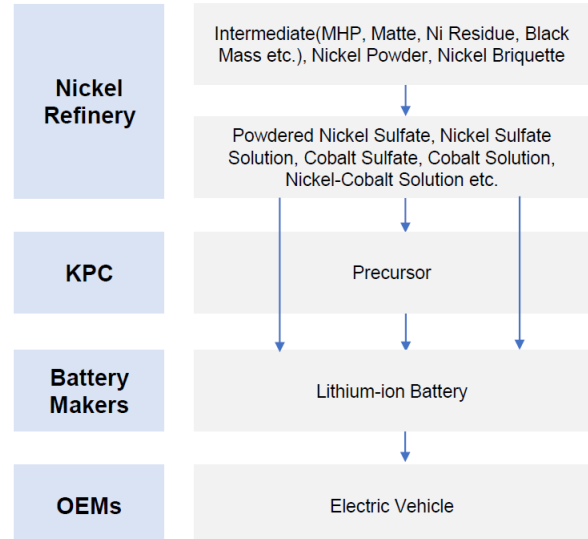 Nickel
Refinery
Intermediate(MHP, Matte, Ni Residue, Black
Mass etc.), Nickel Powder, Nickel Briquette
Powdered Nickel Sulfate, Nickel Sulfate
Solution, Cobalt Sulfate, Cobalt Solution,
Nickel-Cobalt Solution etc.
KPC
Precursor
Battery
Makers
Lithium-ion Battery
OEMs
Electric Vehicle